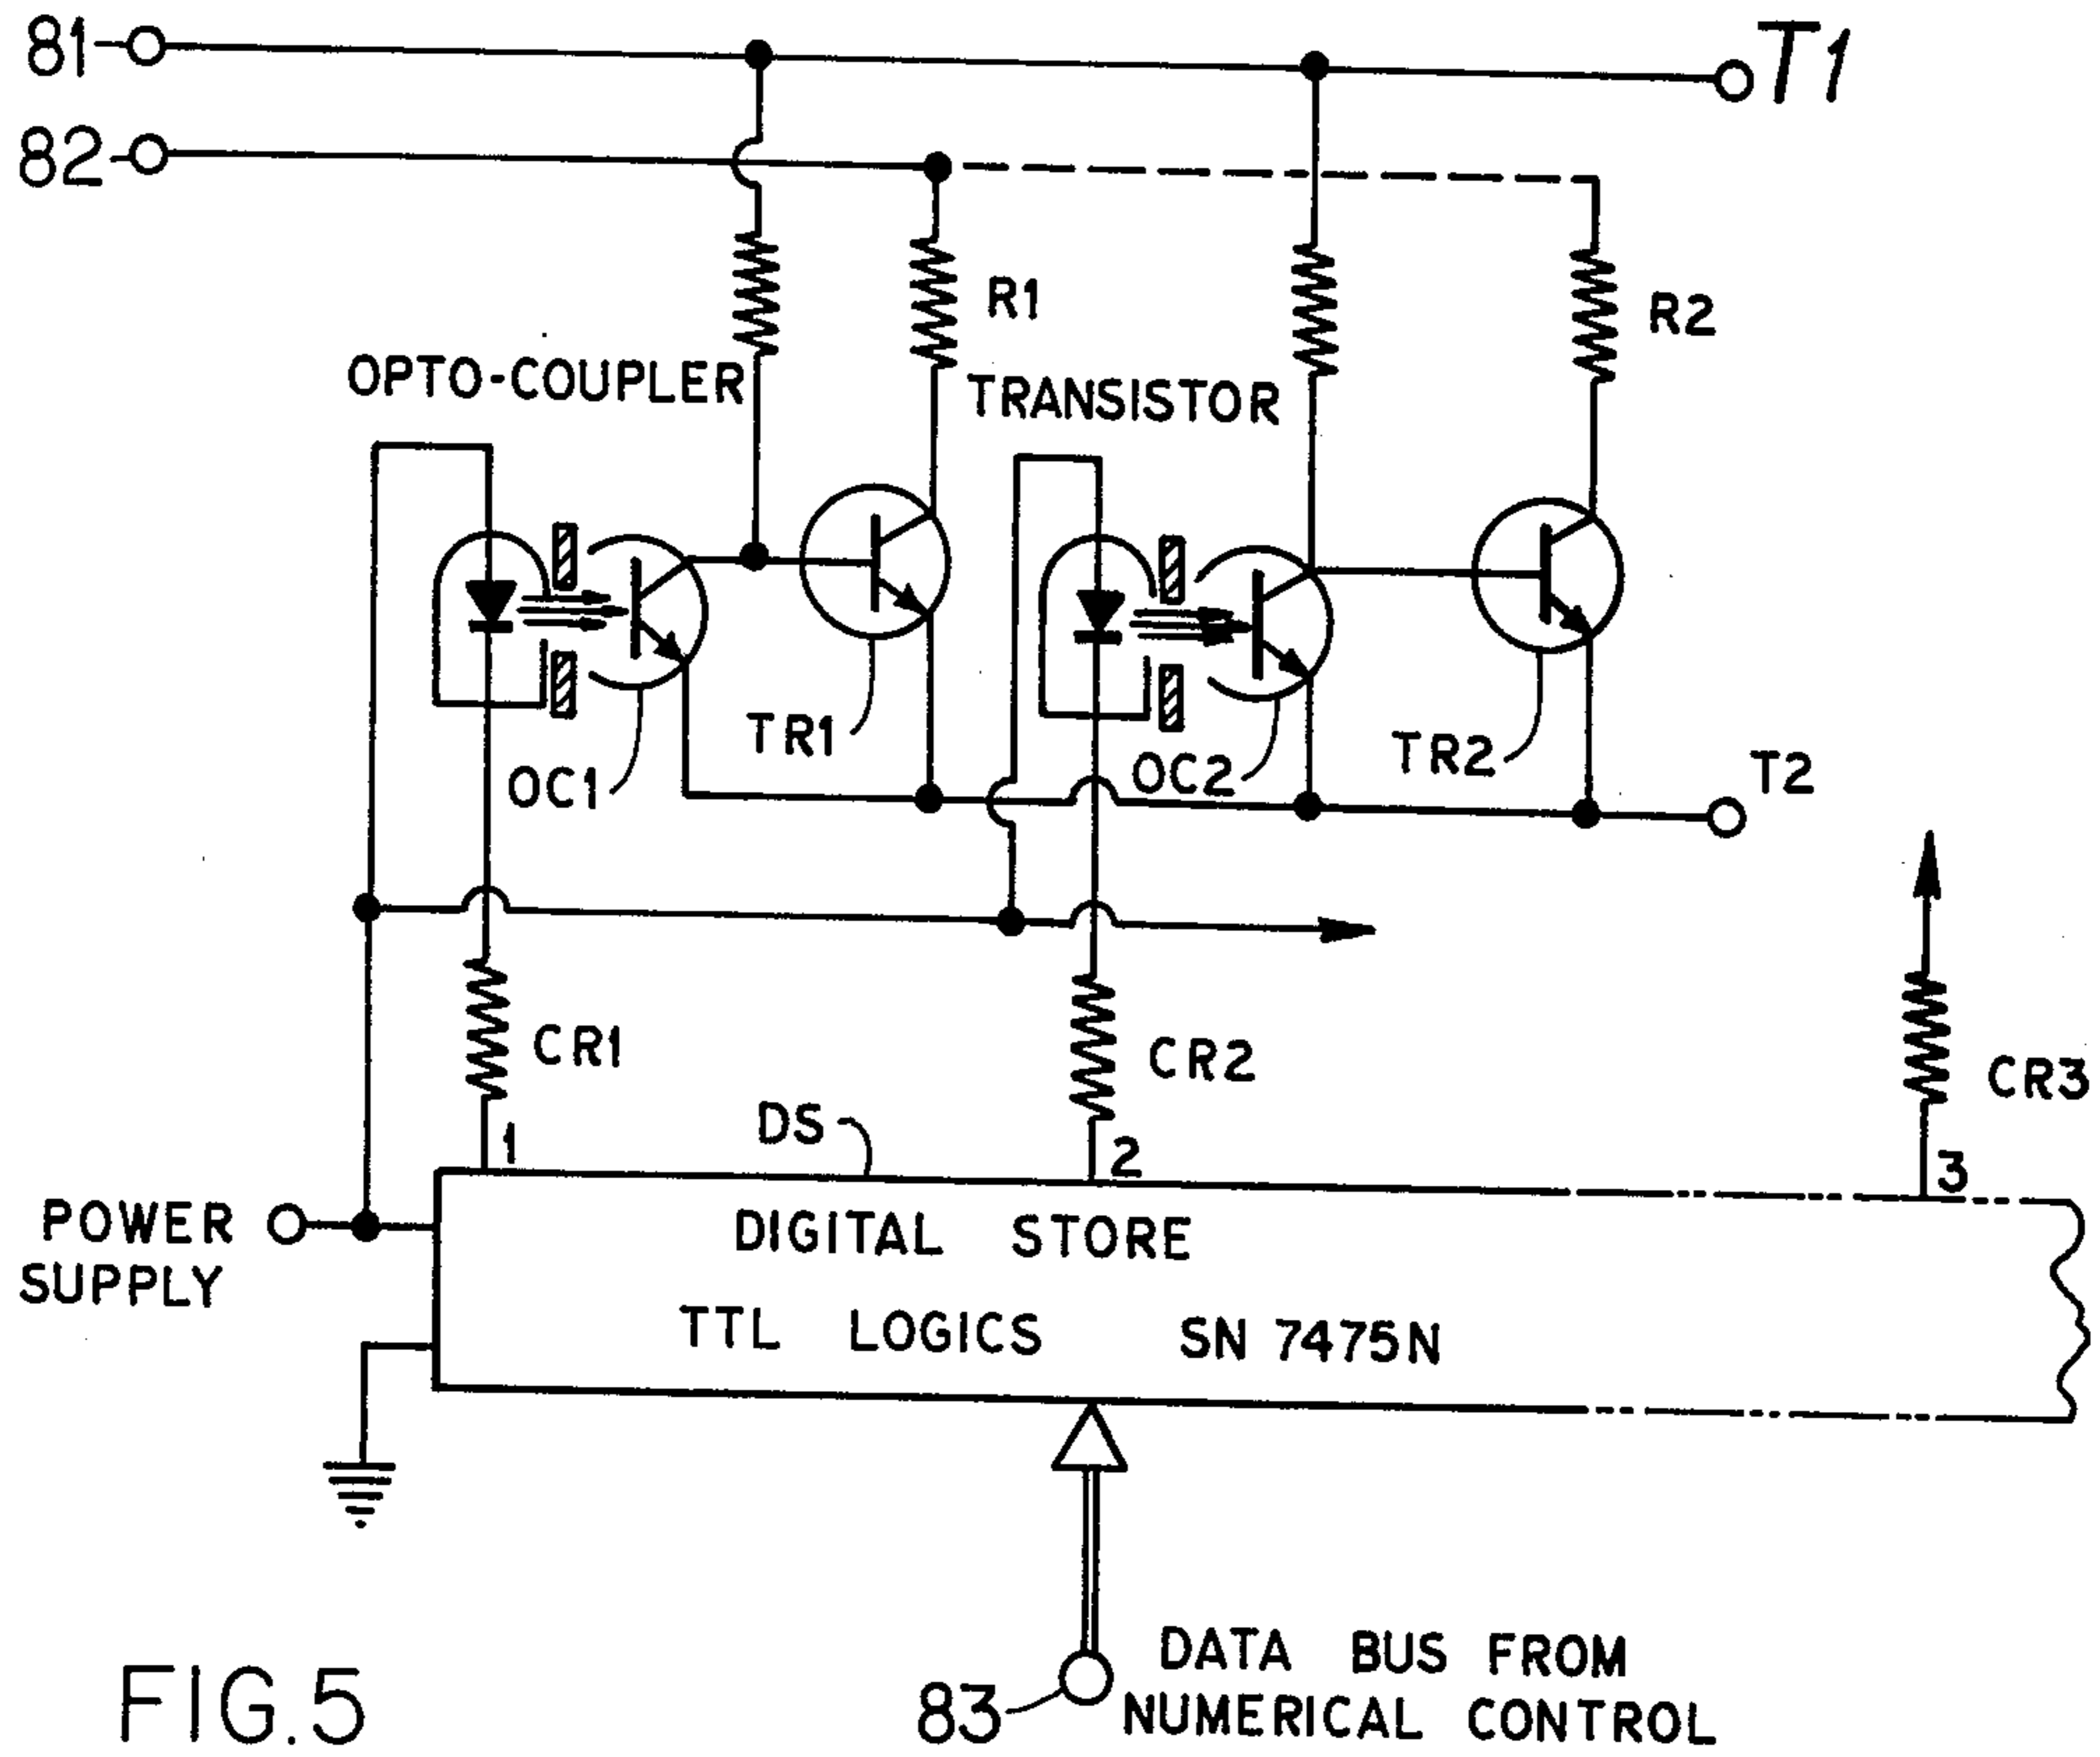 81
T1
82
R1
R2
OPTO-COUPLER
TRANSISTOR
TR1
OC1
OC2
TR2
T2
CR1
CR2
CR3
DS
1
2
3
POWER
SUPPLY
DIGITAL STORE
TTL LOGICS SN 7475N
83
DATA BUS FROM
NUMERICAL CONTROL
FIG.5